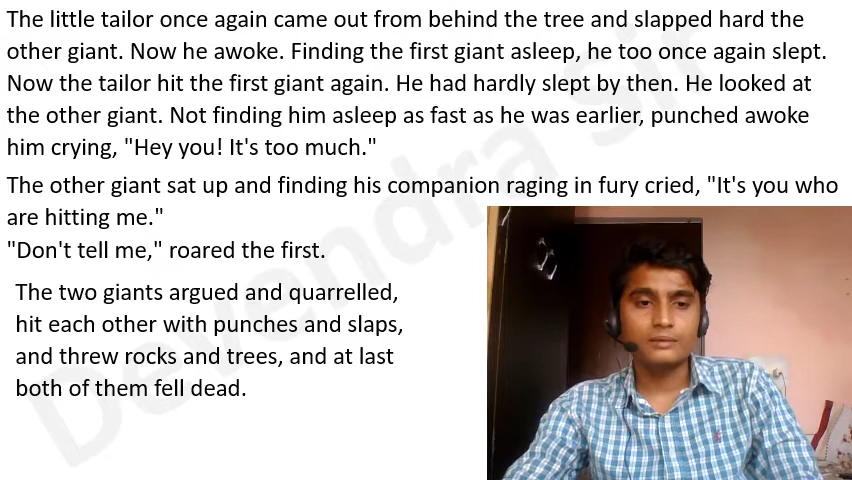 The little tailor once again came out from behind the tree and slapped hard the
other giant. Now he awoke. Finding the first giant asleep, he too once again slept.
Now the tailor hit the first giant again. He had hardly slept by then. He looked at
the other giant. Not finding him asleep as fast as he was earlier, punched awoke
him crying, "Hey you! It's too much."
The other giant sat up and finding his companion raging in fury cried, "It's you who
are hitting me."
"Don't tell me," roared the first.
The two giants argued and quarrelled,
hit each other with punches and slaps,
and threw rocks and trees, and at last
both of them fell dead.
Devendra Sir